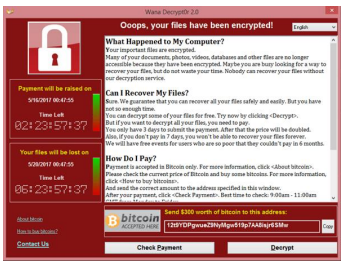 Wana Decrypt0r 2.0
Ooops, your files have been encrypted!
English
What Happened to My Computer?
Your important files are encrypted.
Many of your documents, photos, videos, databases and other files are no longer
accessible because they have been encrypted. Maybe you are busy looking for a way to
recover your files, but do not waste your time. Nobody can recover your files without
our decryption service.
Can I Recover My Files?
Sure. We guarantee that you can recover all your files safely and easily. But you have
not so enough time.
You can decrypt some of your files for free. Try now by clicking <Decrypt>.
But if you want to decrypt all your files, you need to pay.
You only have 3 days to submit the payment. After that the price will be doubled.
Also, if you don't pay in 7 days, you won't be able to recover your files forever.
We will have free events for users who are so poor that they couldn't pay in 6 months.
How Do I Pay?
Payment is accepted in Bitcoin only. For more information, click <About bitcoin>.
Please check the current price of Bitcoin and buy some bitcoins. For more information,
click <How to buy bitcoins>.
And send the correct amount to the address specified in this window.
After your payment, click <Check Payment>. Best time to check: 9:00am - 11:00am
Payment will be raised on
5/16/2017 00:47:55
Time Left
02:23:57:37
Your files will be lost on
5/20/2017 00:47:55
Time Left
06:23:57:37
About bitcoin
How to buy bitcoins?
Contact Us
bitcoin
ACCEPTED HERE
Send $300 worth of bitcoin to this address:
Copy
Check Payment
Decrypt